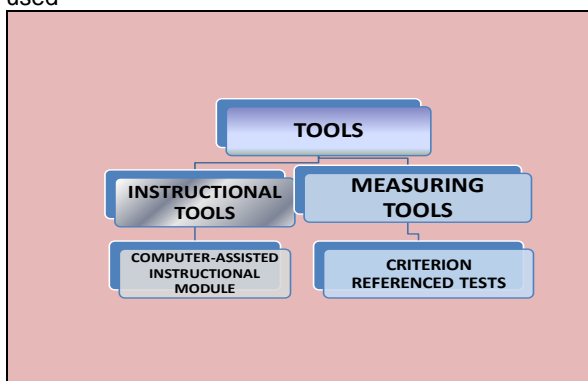 used
TOOLS
INSTRUCTIONAL
TOOLS
MEASURING
TOOLS
COMPUTER-ASSISTED
INSTRUCTIONAL
MODULE
CRITERION
REFERENCED TESTS